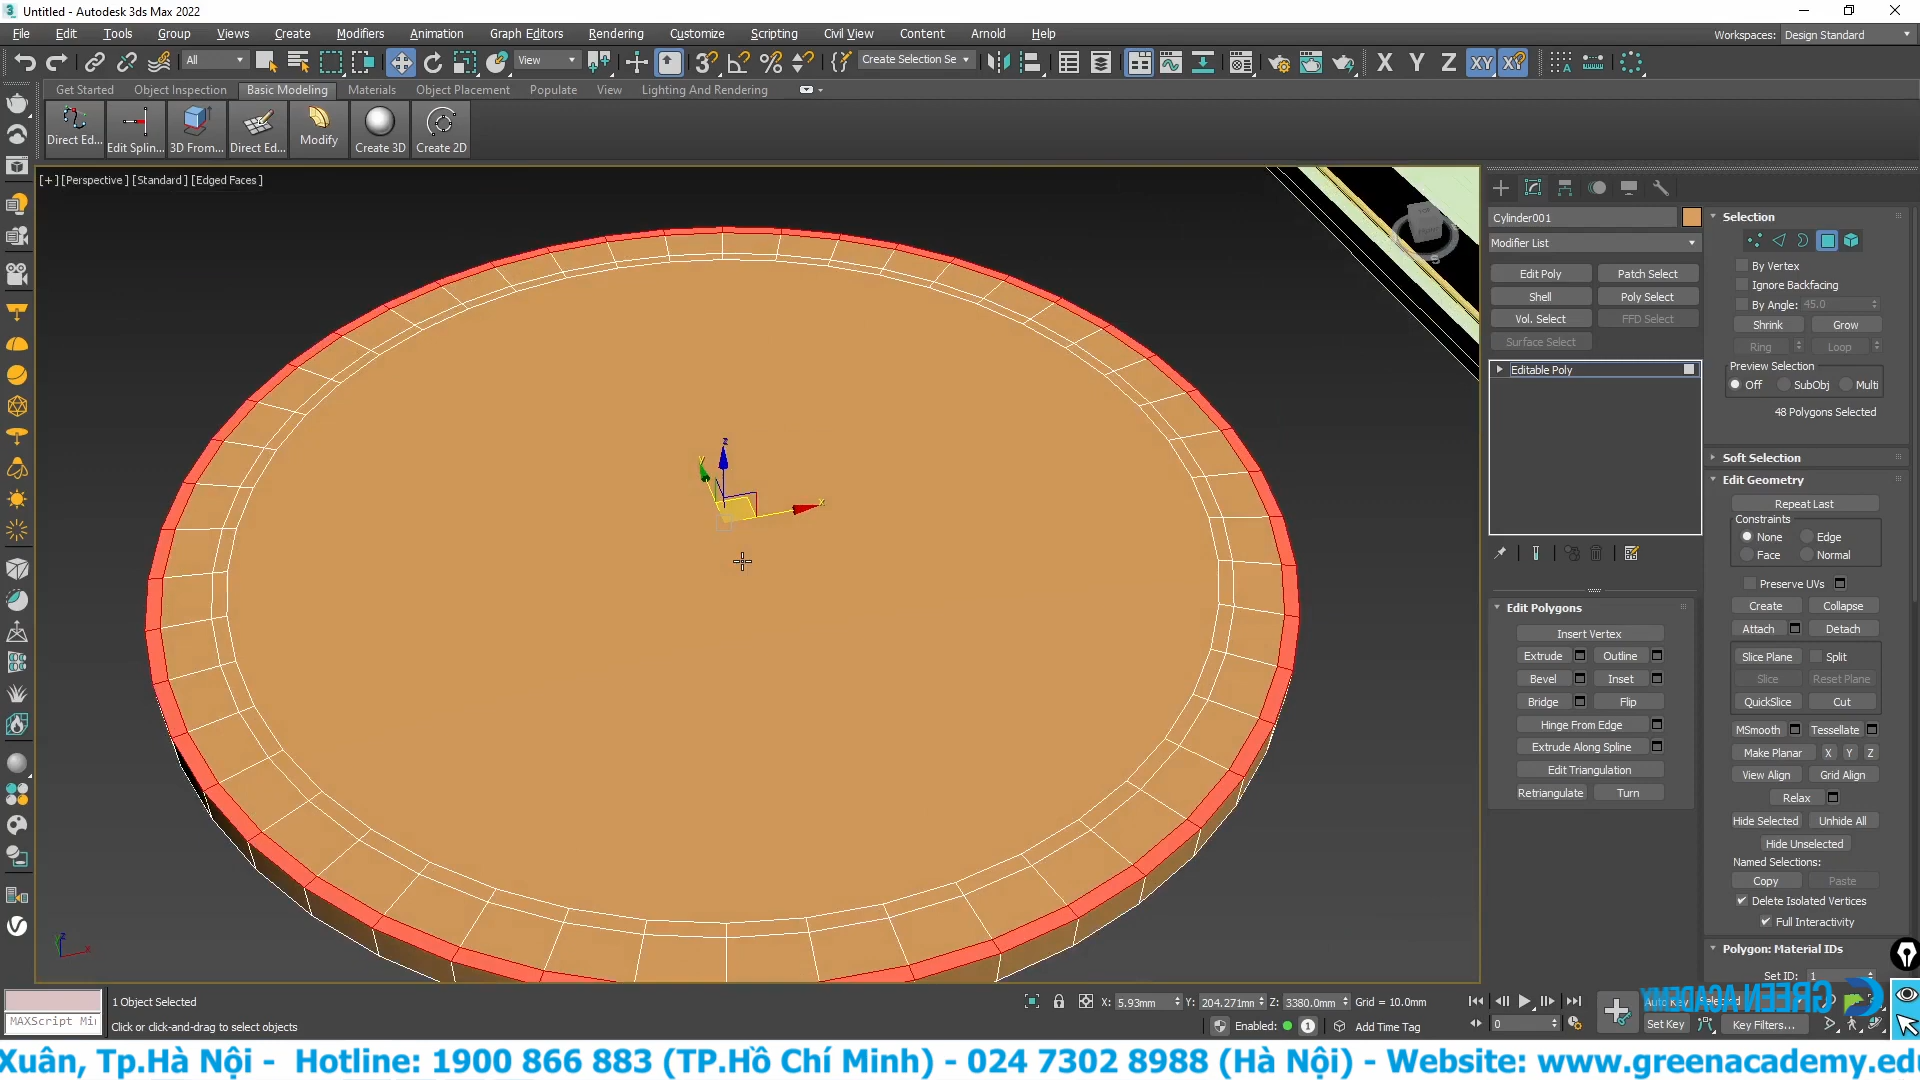 Untitled - Autodesk 3ds Max 2022
File Edit Tools Group Views Create Modifiers Animation Graph Editors Rendering Customize Scripting Civil View Content Arnold Help
Workspaces: Design Standard
All View Create Selection Se X Y Z XY
Get Started Object Inspection Basic Modeling Materials Object Placement Populate View Lighting And Rendering
Direct Ed... Edit Splin... 3D From... Direct Ed... Modify Create 3D Create 2D
[+] [Perspective ] [Standard ] [Edged Faces ]
Cylinder001
Modifier List
Edit Poly Patch Select
Shell Poly Select
Vol. Select FFD Select
Surface Select
Editable Poly
Edit Polygons
Insert Vertex
Extrude Outline
Bevel Inset
Bridge Flip
Hinge From Edge
Extrude Along Spline
Edit Triangulation
Retriangulate Turn
Selection
By Vertex
Ignore Backfacing
By Angle: 45.0
Shrink Grow
Ring Loop
Preview Selection
Off SubObj Multi
48 Polygons Selected
Soft Selection
Edit Geometry
Repeat Last
Constraints
None Edge
Face Normal
Preserve UVs
Create Collapse
Attach Detach
Slice Plane Split
Slice Reset Plane
QuickSlice Cut
MSmooth Tessellate
Make Planar X Y Z
View Align Grid Align
Relax
Hide Selected Unhide All
Hide Unselected
Named Selections:
Copy Paste
Delete Isolated Vertices
Full Interactivity
Polygon: Material IDs
Set ID: 1
z
y
x
z
x
S
1 Object Selected
MAXScript Mi
Click or click-and-drag to select objects
X: 5.93mm Y: 204.271mm Z: 3380.0mm Grid = 10.0mm
Enabled: 1 Add Time Tag
0
Auto Key Selected
Set Key Key Filters...
GREEN ACADEMY
Xuân, Tp.Hà Nội - Hotline: 1900 866 883 (TP.Hồ Chí Minh) - 024 7302 8988 (Hà Nội) - Website: www.greenacademy.ed